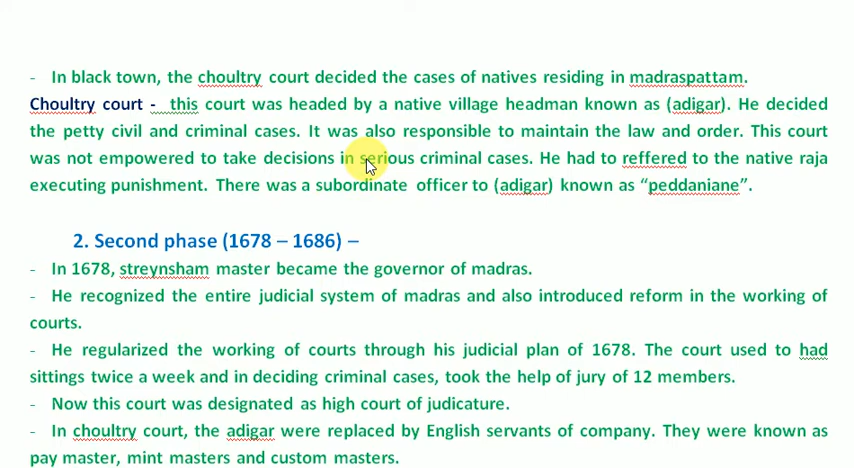 - In black town, the choultry court decided the cases of natives residing in madraspattam.
Choultry court - this court was headed by a native village headman known as (adigar). He decided
the petty civil and criminal cases. It was also responsible to maintain the law and order. This court
was not empowered to take decisions in serious criminal cases. He had to reffered to the native raja
executing punishment. There was a subordinate officer to (adigar) known as “peddaniane”.
2. Second phase (1678 – 1686) –
- In 1678, streynsham master became the governor of madras.
- He recognized the entire judicial system of madras and also introduced reform in the working of
courts.
- He regularized the working of courts through his judicial plan of 1678. The court used to had
sittings twice a week and in deciding criminal cases, took the help of jury of 12 members.
- Now this court was designated as high court of judicature.
- In choultry court, the adigar were replaced by English servants of company. They were known as
pay master, mint masters and custom masters.